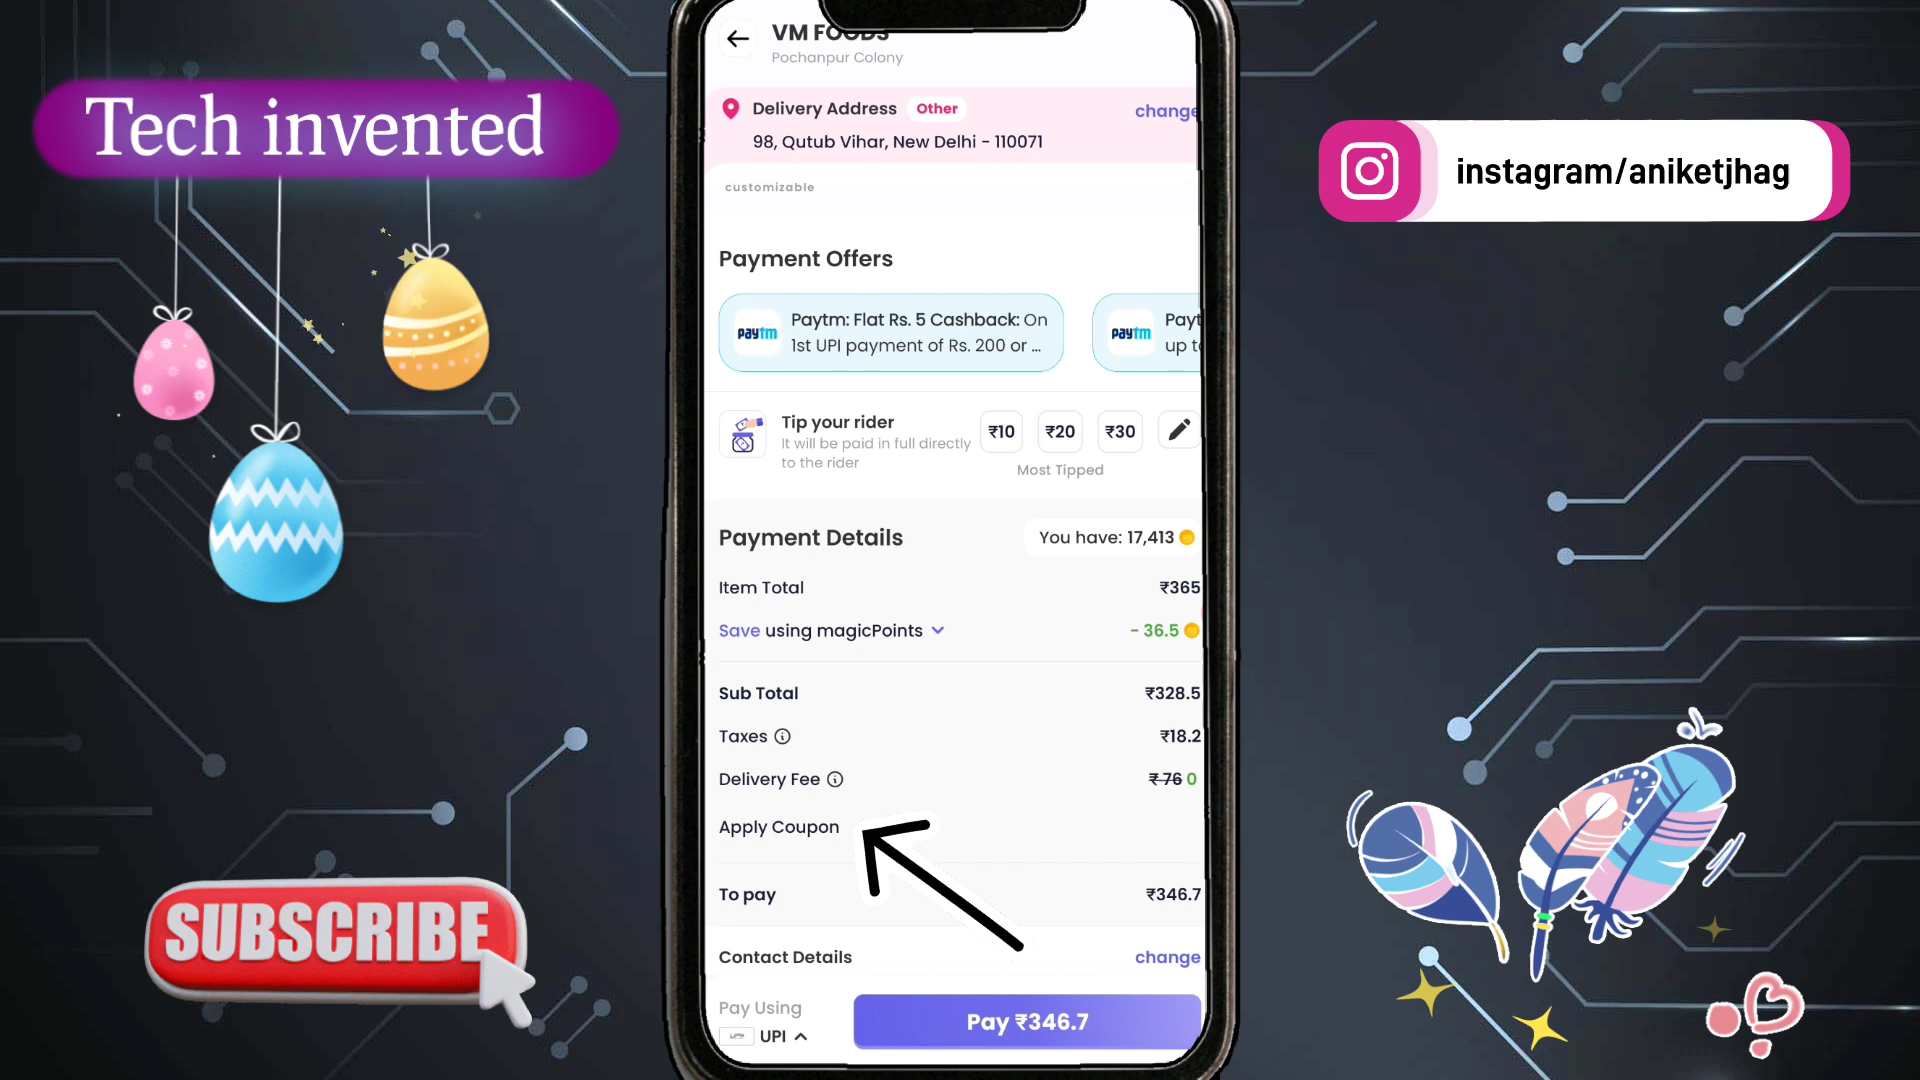 Tech invented
SUBSCRIBE
instagram/aniketjhag
VM FOODS
Pochanpur Colony
Delivery Address Other change
98, Qutub Vihar, New Delhi - 110071
customizable
Payment Offers
paytm Paytm: Flat Rs. 5 Cashback: On
1st UPI payment of Rs. 200 or ...
paytm Payt
up to
Tip your rider
It will be paid in full directly
to the rider
₹10 ₹20 ₹30
Most Tipped
Payment Details You have: 17,413
Item Total ₹365
Save using magicPoints - 36.5
Sub Total ₹328.5
Taxes ₹18.2
Delivery Fee ₹ 76 0
Apply Coupon
To pay ₹346.7
Contact Details change
Pay Using
UPI
Pay ₹346.7